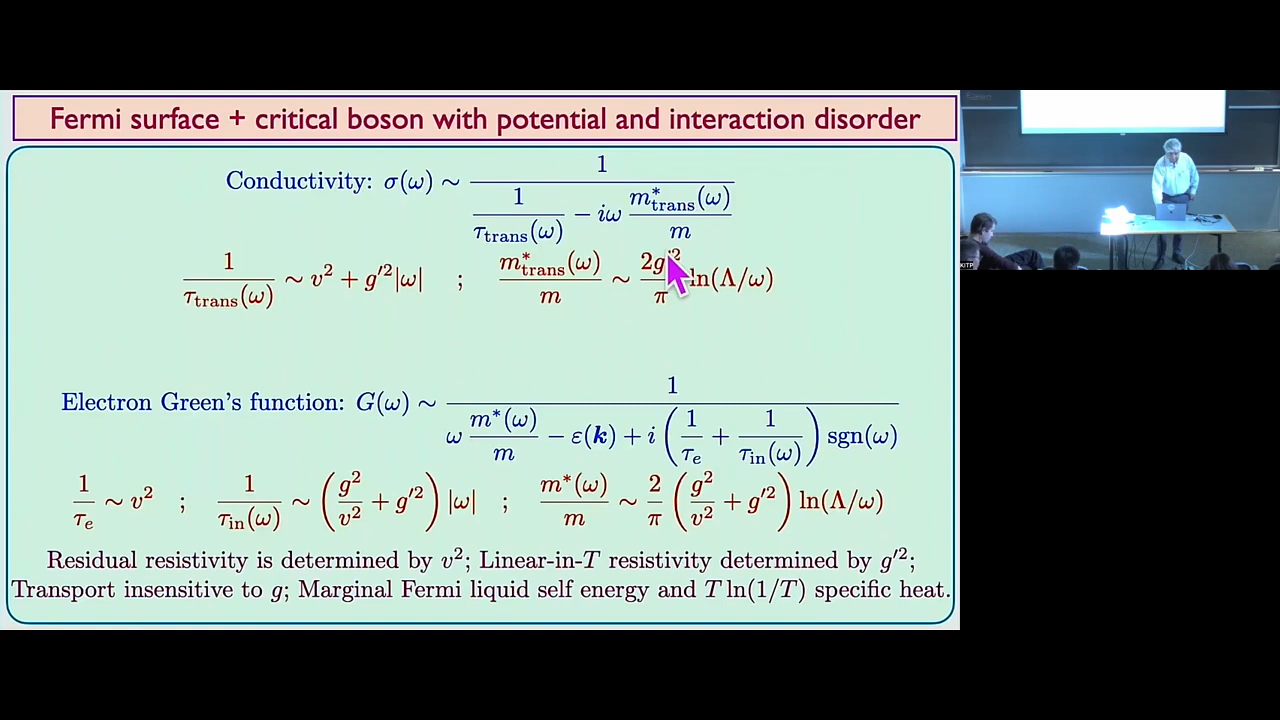 Fermi surface + critical boson with potential and interaction disorder
Conductivity: σ(ω) ∼ 1 / ( 1/τ_trans(ω) − iω m*_trans(ω)/m )
1/τ_trans(ω) ∼ v² + g′²|ω| ; m*_trans(ω)/m ∼ 2g′²/π ln(Λ/ω)
Electron Green's function: G(ω) ∼ 1 / ( ω m*(ω)/m − ε(k) + i ( 1/τ_e + 1/τ_in(ω) ) sgn(ω) )
1/τ_e ∼ v² ; 1/τ_in(ω) ∼ ( g²/v² + g′² ) |ω| ; m*(ω)/m ∼ 2/π ( g²/v² + g′² ) ln(Λ/ω)
Residual resistivity is determined by v²; Linear-in-T resistivity determined by g′²;
Transport insensitive to g; Marginal Fermi liquid self energy and T ln(1/T) specific heat.
KITP